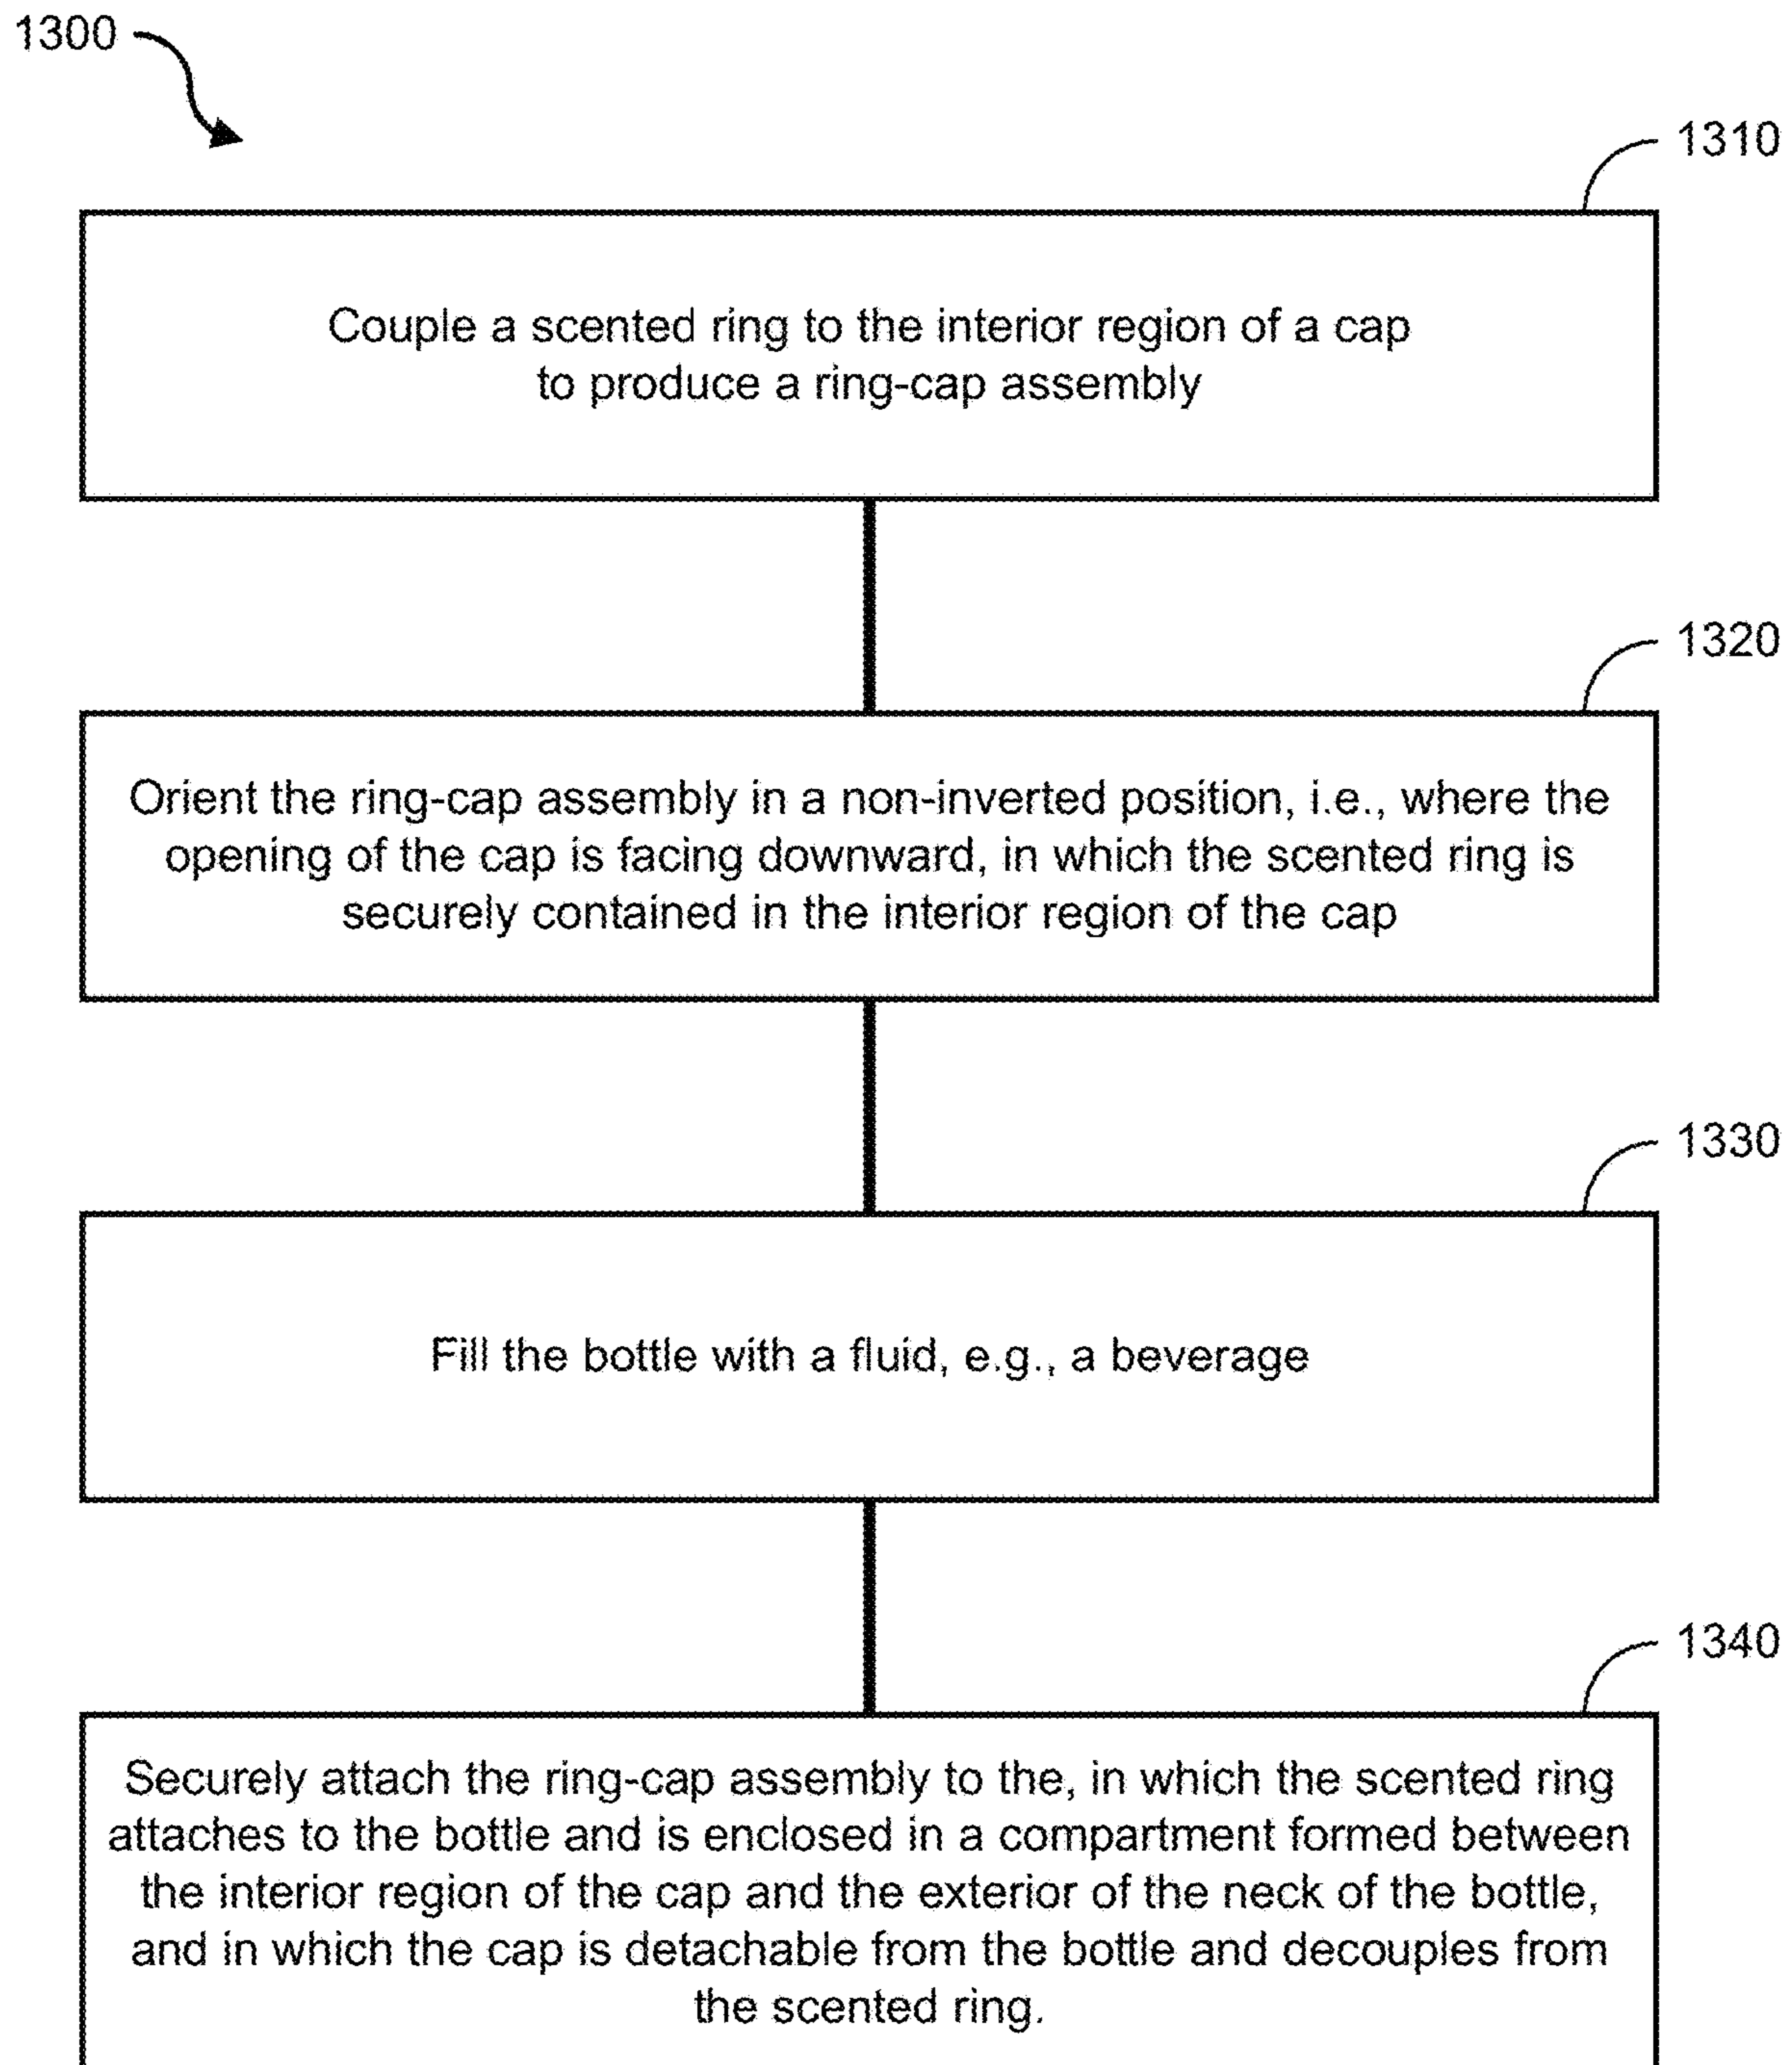 1300
1310
Couple a scented ring to the interior region of a cap
to produce a ring-cap assembly
1320
Orient the ring-cap assembly in a non-inverted position, i.e., where the
opening of the cap is facing downward, in which the scented ring is
securely contained in the interior region of the cap
1330
Fill the bottle with a fluid, e.g., a beverage
1340
Securely attach the ring-cap assembly to the, in which the scented ring
attaches to the bottle and is enclosed in a compartment formed between
the interior region of the cap and the exterior of the neck of the bottle,
and in which the cap is detachable from the bottle and decouples from
the scented ring.